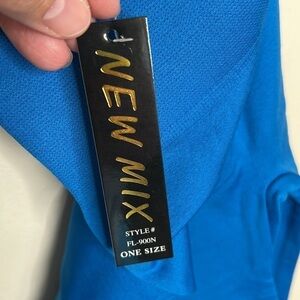 NEW MIX
STYLE #
FL-900N
ONE SIZE